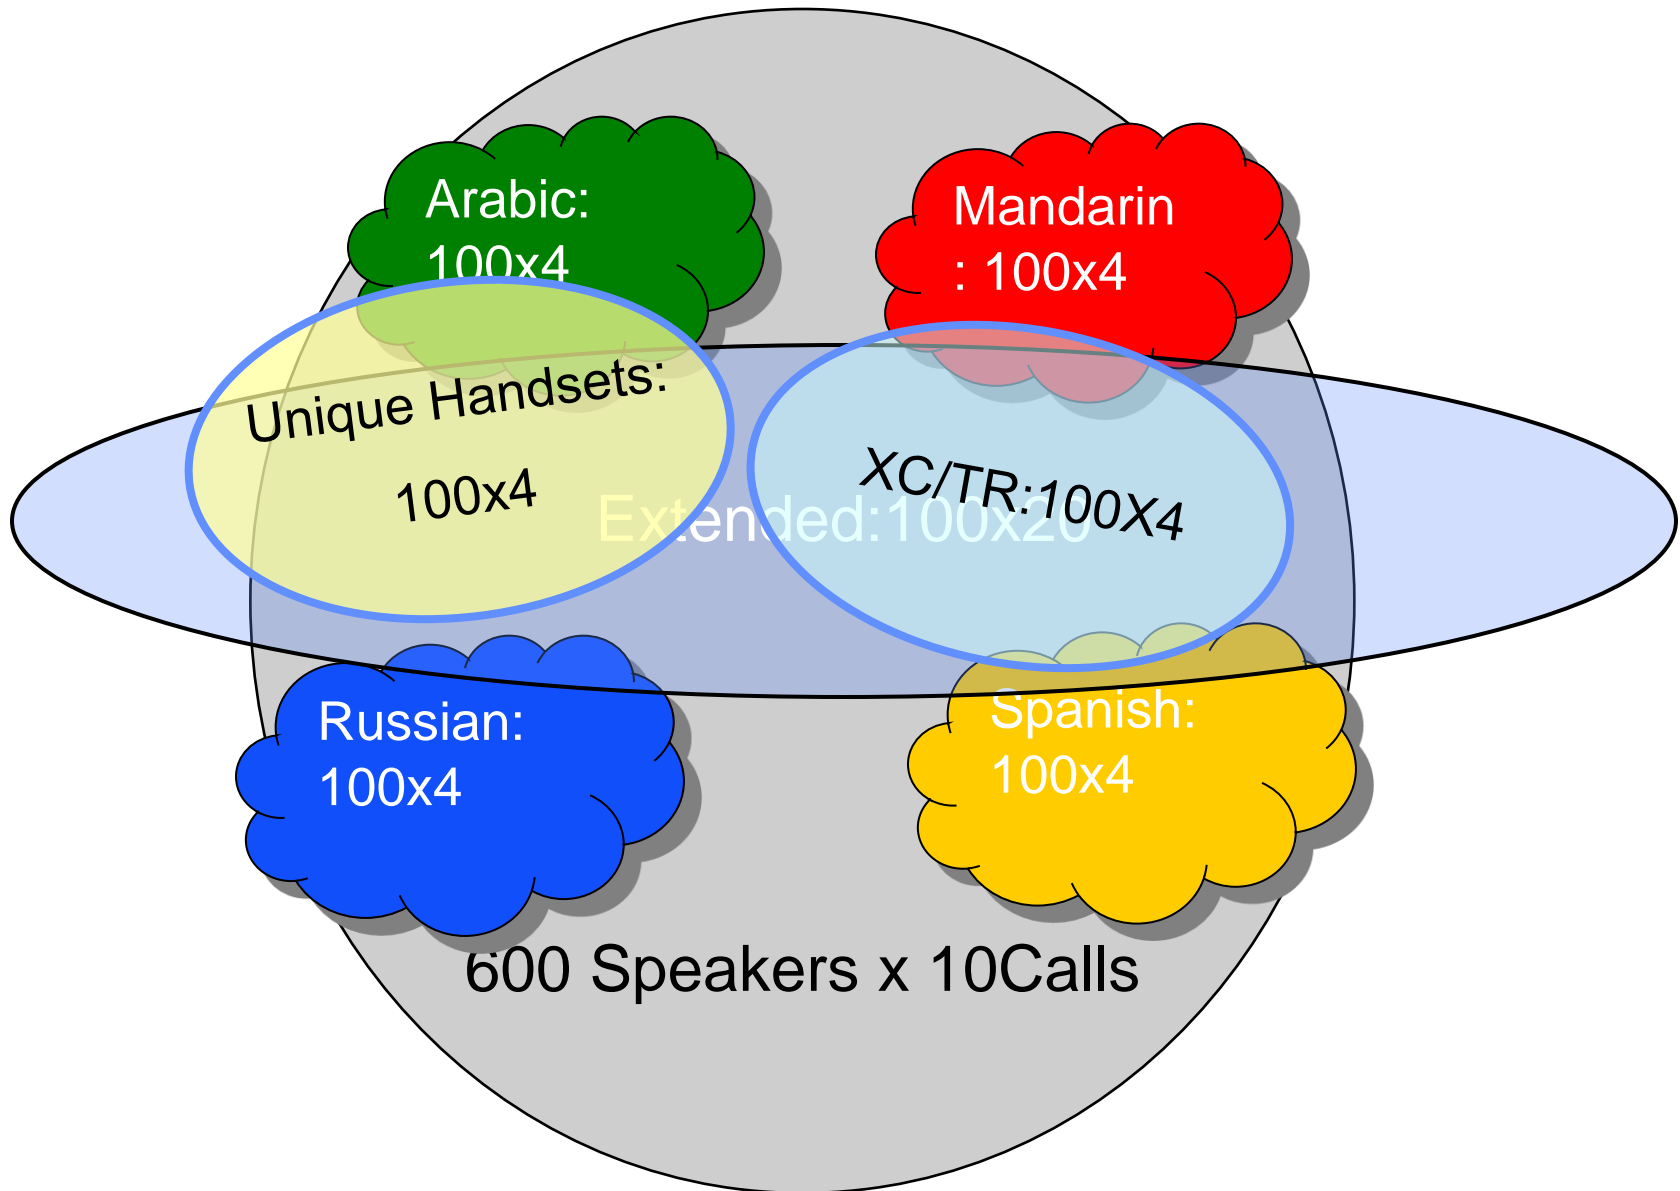 Arabic:
100x4
Mandarin
: 100x4
Unique Handsets:
100x4
XC/TR:100X4
Extended:100x20
Russian:
100x4
Spanish:
100x4
600 Speakers x 10Calls